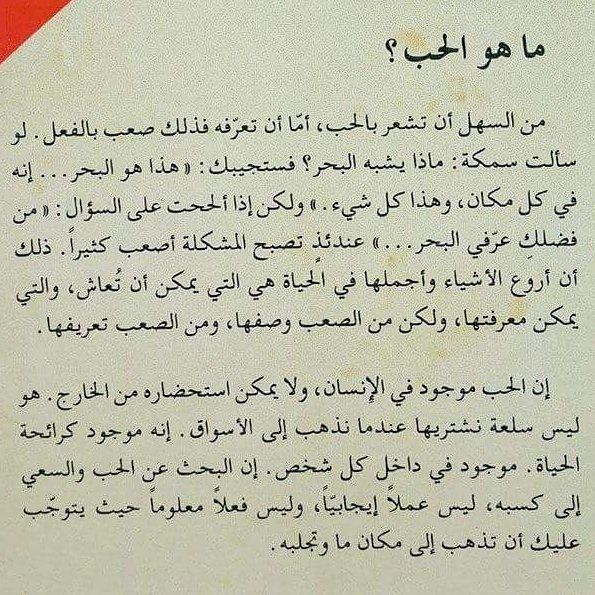 ما هو الحب؟
من السهل أن تشعر بالحب، أمّا أن تعرّفه فذلك صعب بالفعل. لو
سألت سمكة: ماذا يشبه البحر؟ فستجيبك: «هذا هو البحر... إنه
في كل مكان، وهذا كل شيء.» ولكن إذا ألححت على السؤال: «من
فضلكِ عرّفي البحر...» عندئذٍ تصبح المشكلة أصعب كثيراً. ذلك
أن أروع الأشياء وأجملها في الحياة هي التي يمكن أن تُعاش، والتي
يمكن معرفتها، ولكن من الصعب وصفها، ومن الصعب تعريفها.
إن الحب موجود في الإِنسان، ولا يمكن استحضاره من الخارج. هو
ليس سلعة نشتريها عندما نذهب إلى الأسواق. إنه موجود كرائحة
الحياة. موجود في داخل كل شخص. إن البحث عن الحب والسعي
إلى كسبه، ليس عملاً إيجابيّاً، وليس فعلاً معلوماً حيث يتوجّب
عليك أن تذهب إلى مكان ما وتجلبه.